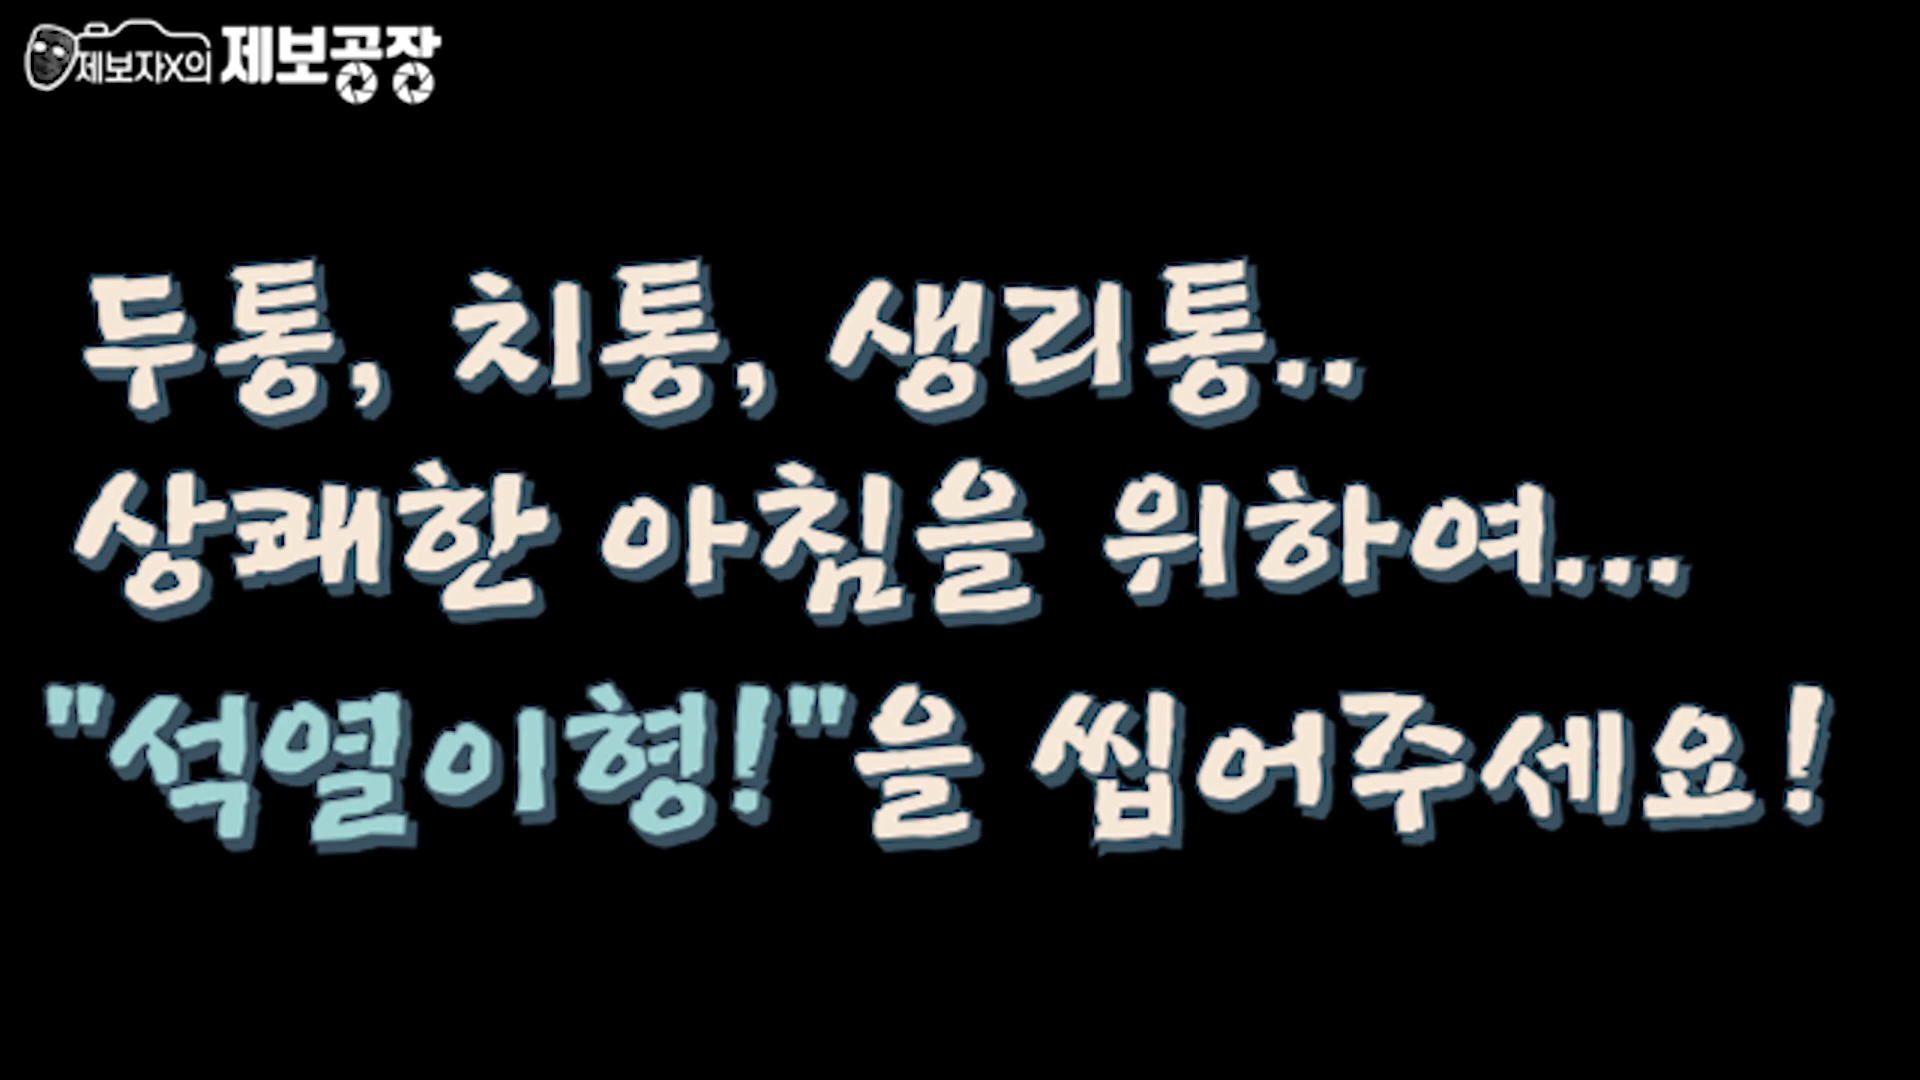 제보자X의 제보공장
두통, 치통, 생리통..
상쾌한 아침을 위하여...
"석열이형!"을 씹어주세요!